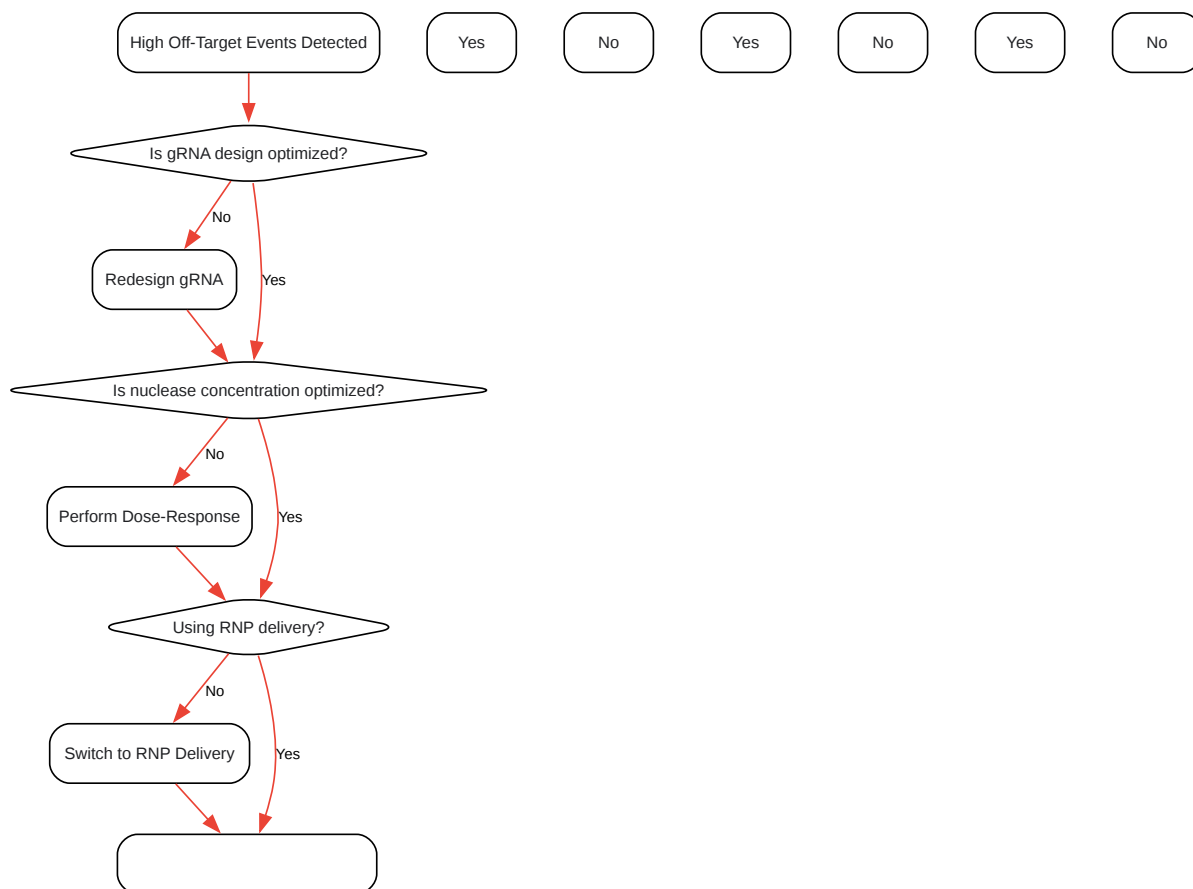 High Off-Target Events Detected
Yes
No
Yes
No
Yes
No
Is gRNA design optimized?
No
Redesign gRNA
Yes
Is nuclease concentration optimized?
No
Perform Dose-Response
Yes
Using RNP delivery?
No
Switch to RNP Delivery
Yes